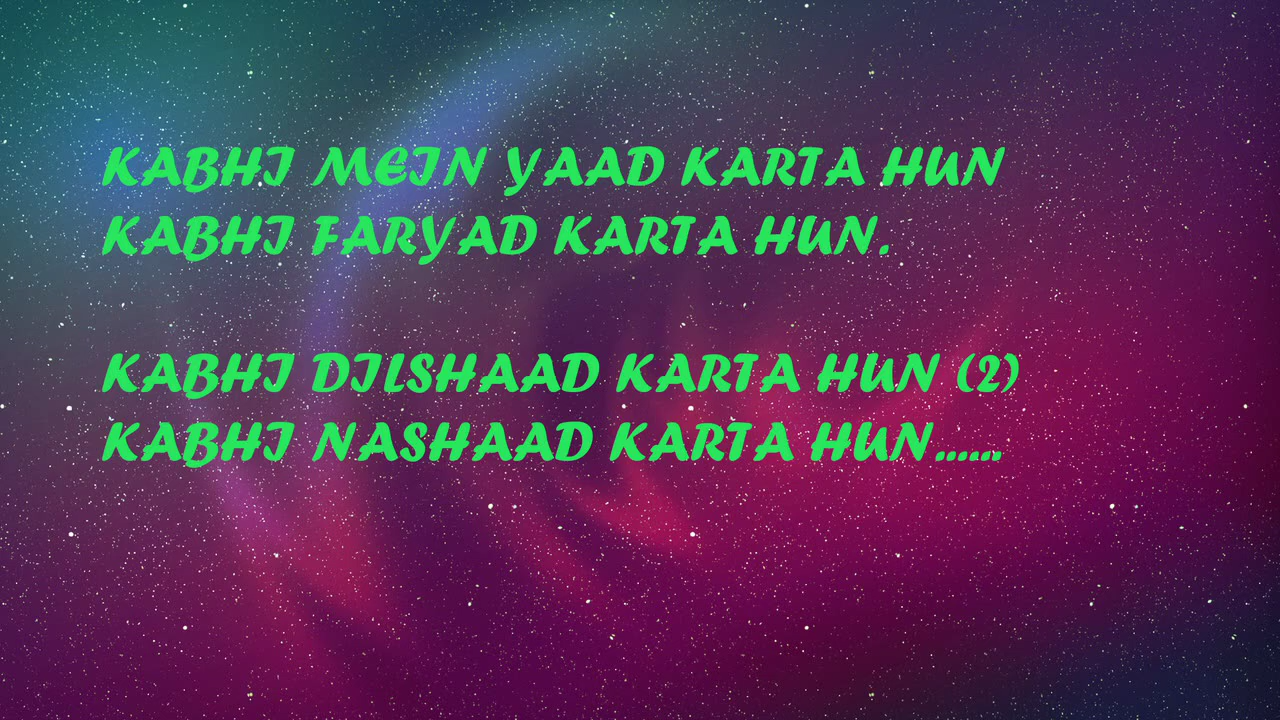 KABHI MEIN YAAD KARTA HUN
KABHI FARYAD KARTA HUN.
KABHI DILSHAAD KARTA HUN (2)
KABHI NASHAAD KARTA HUN......